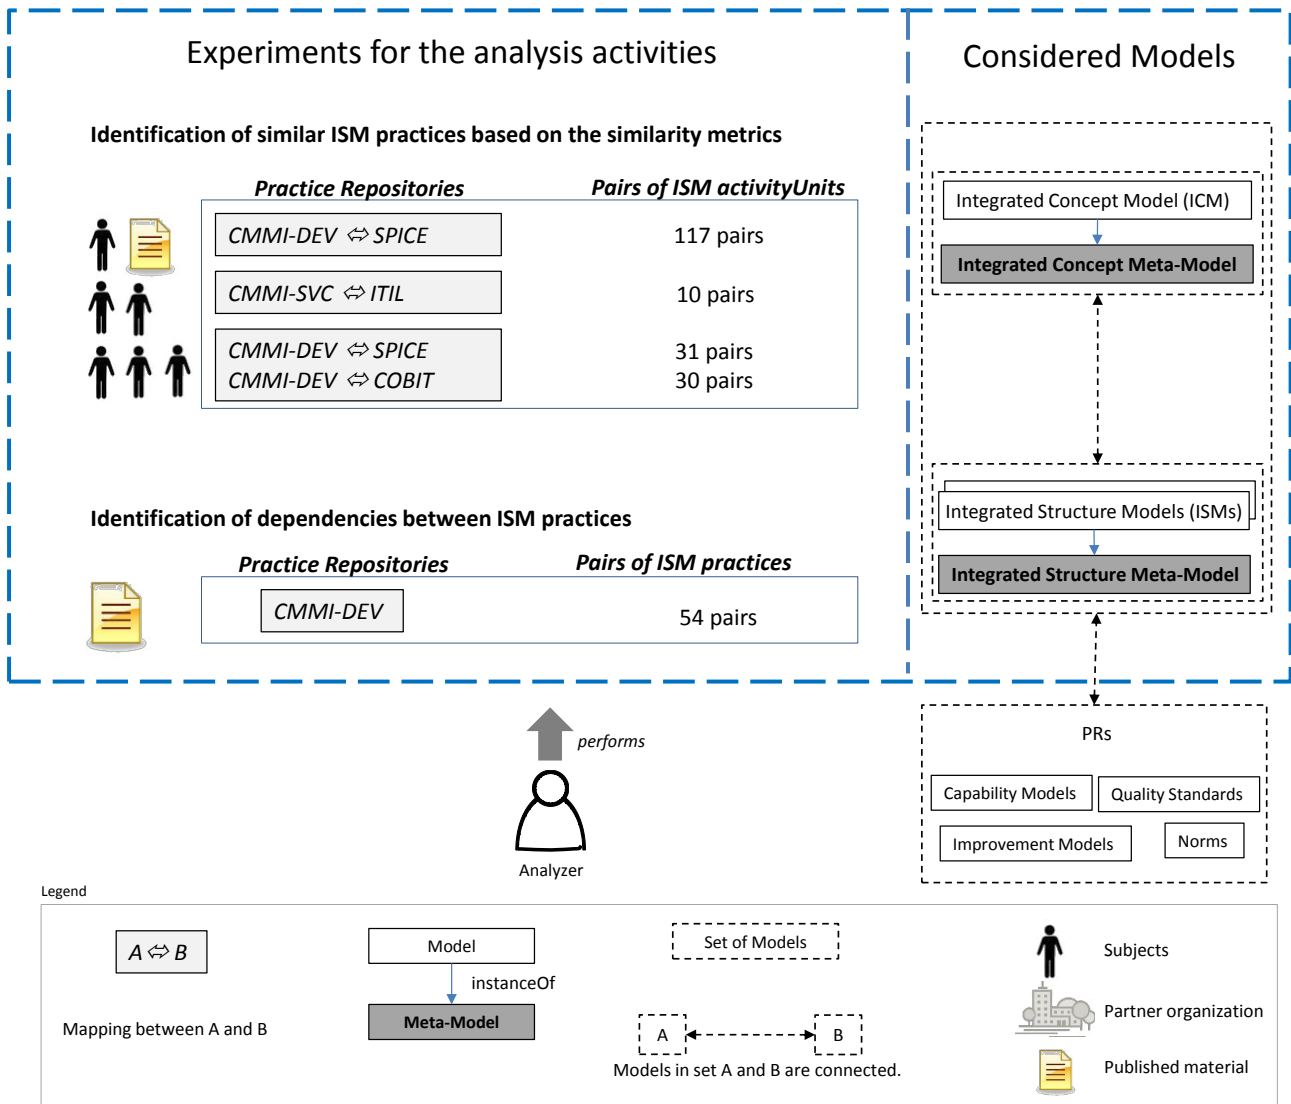 Experiments for the analysis activities
Considered Models
Identification of similar ISM practices based on the similarity metrics
Practice Repositories
Pairs of ISM activityUnits
CMMI-DEV ⇔ SPICE
117 pairs
CMMI-SVC ⇔ ITIL
10 pairs
CMMI-DEV ⇔ SPICE
31 pairs
CMMI-DEV ⇔ COBIT
30 pairs
Integrated Concept Model (ICM)
Integrated Concept Meta-Model
Identification of dependencies between ISM practices
Practice Repositories
Pairs of ISM practices
CMMI-DEV
54 pairs
Integrated Structure Models (ISMs)
Integrated Structure Meta-Model
performs
Analyzer
PRs
Capability Models
Quality Standards
Improvement Models
Norms
Legend
A ⇔ B
Mapping between A and B
Model
instanceOf
Meta-Model
Set of Models
A
B
Models in set A and B are connected.
Subjects
Partner organization
Published material